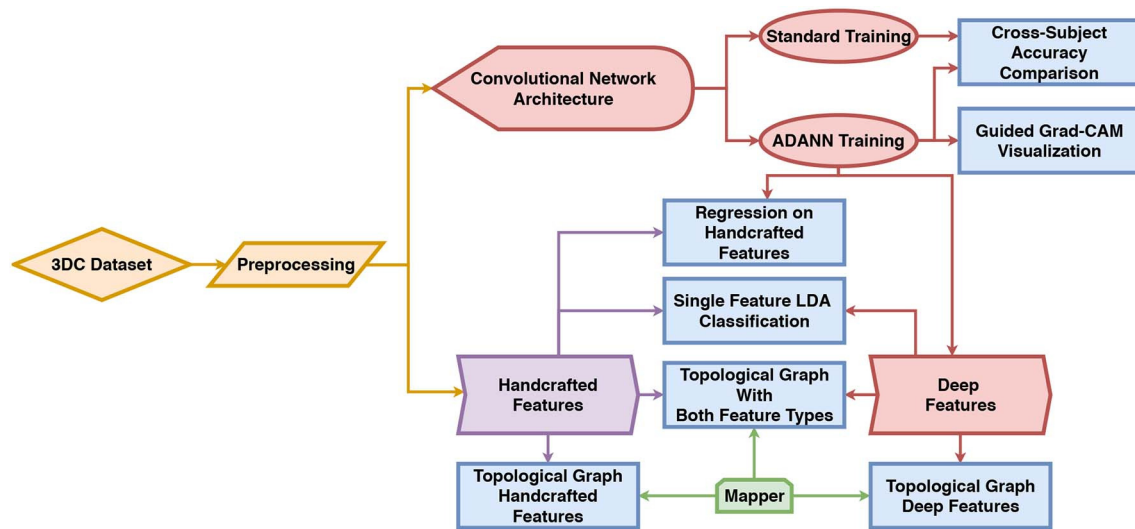 Standard Training
Cross-Subject
Accuracy
Comparison
Convolutional Network
Architecture
ADANN Training
Guided Grad-CAM
Visualization
Regression on
Handcrafted
Features
3DC Dataset
Preprocessing
Single Feature LDA
Classification
Handcrafted
Features
Topological Graph
With
Both Feature Types
Deep
Features
Topological Graph
Handcrafted
Features
Mapper
Topological Graph
Deep Features